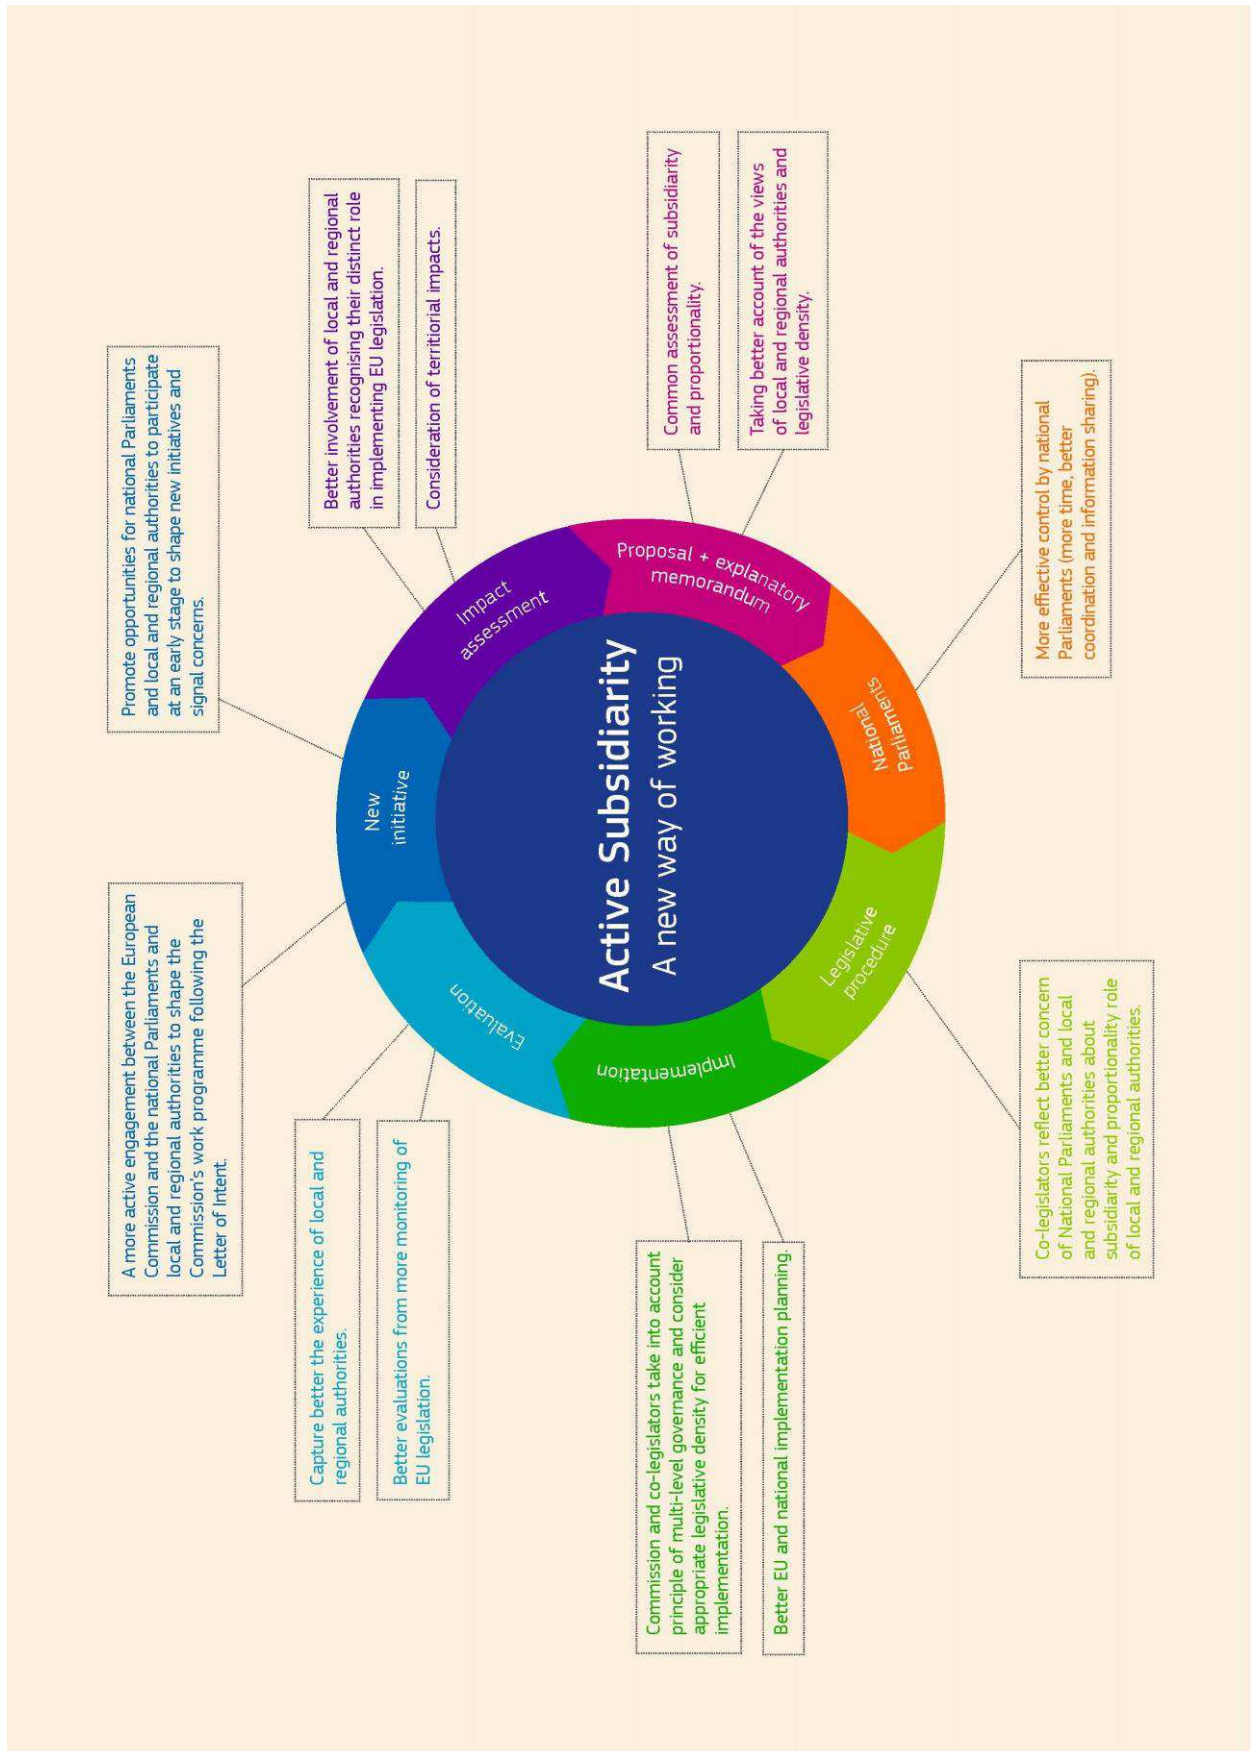 Active Subsidiarity
A new way of working
New
initiative
A more active engagement between the European
Commission and the national Parliaments and
local and regional authorities to shape the
Commission's work programme following the
Letter of Intent.
Promote opportunities for national Parliaments
and local and regional authorities to participate
at an early stage to shape new initiatives and
signal concerns.
Impact
assessment
Better involvement of local and regional
authorities recognising their distinct role
in implementing EU legislation.
Consideration of territiorial impacts.
Proposal + explanatory
memorandum
Common assessment of subsidiarity
and proportionality.
Taking better account of the views
of local and regional authorities and
legislative density.
National
Parliaments
More effiective control by national
Parliaments (more time, better
coordination and information sharing).
Legislative
procedure
Co-legislators reflect better concern
of National Parliaments and local
and regional authorities about
subsidiarity and proportionality role
of local and regional authorities.
Implementation
Commission and co-legislators take into account
principle of multi-level governance and consider
appropriate legislative density for efficient
implementation.
Better EU and national implementation planning.
Evaluation
Capture better the experience of local and
regional authorities.
Better evaluations from more monitoring of
EU legislation.